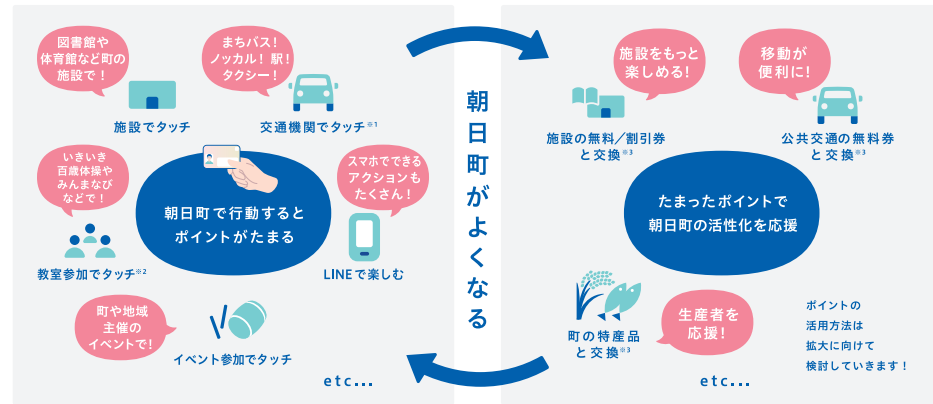 図書館や
体育館など町の
施設で！
施設でタッチ
まちバス！
ノッカル！駅！
タクシー！
交通機関でタッチ※1
いきいき
百歳体操や
みんまなび
などで！
教室参加でタッチ※2
朝日町で行動すると
ポイントがたまる
スマホでできる
アクションも
たくさん！
LINEで楽しむ
町や地域
主催の
イベントで！
イベント参加でタッチ
etc...
朝日町がよくなる
施設をもっと
楽しめる！
施設の無料／割引券
と交換※3
移動が
便利に！
公共交通の無料券
と交換※3
たまったポイントで
朝日町の活性化を応援
町の特産品
と交換※3
生産者を
応援！
ポイントの
活用方法は
拡大に向けて
検討していきます！
etc...